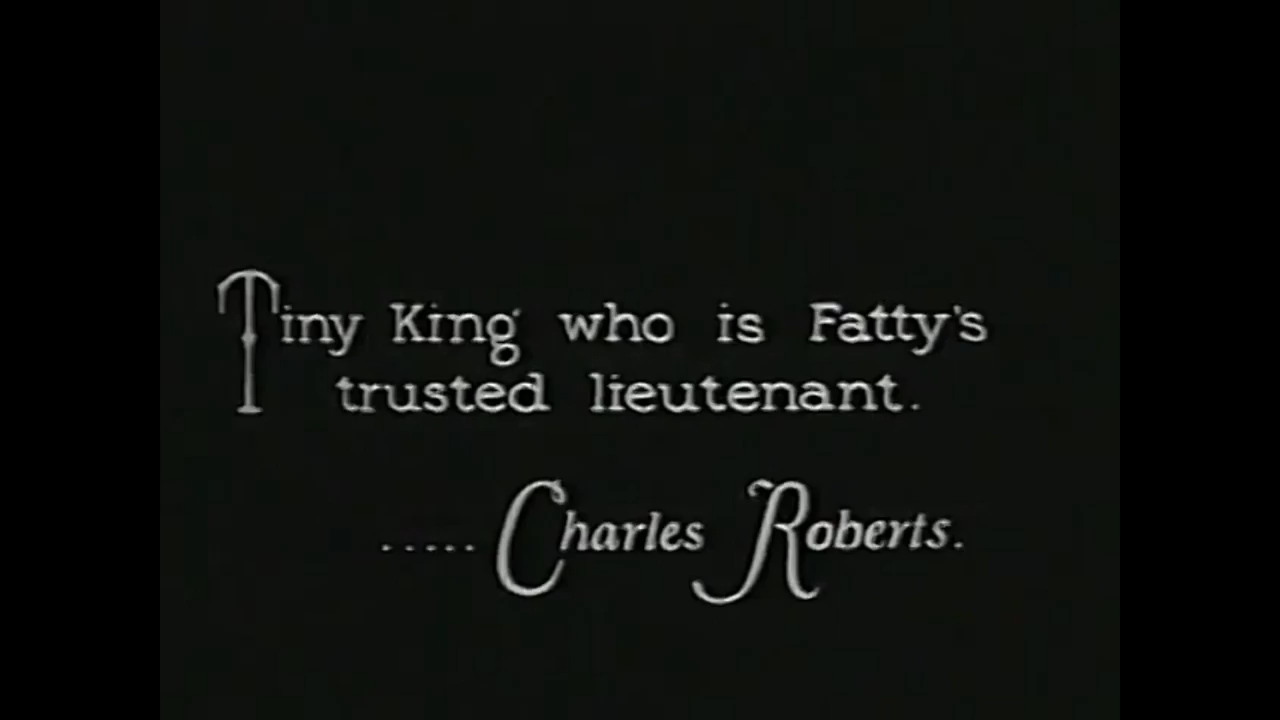 Tiny King who is Fatty's
trusted lieutenant.
..... Charles Roberts.